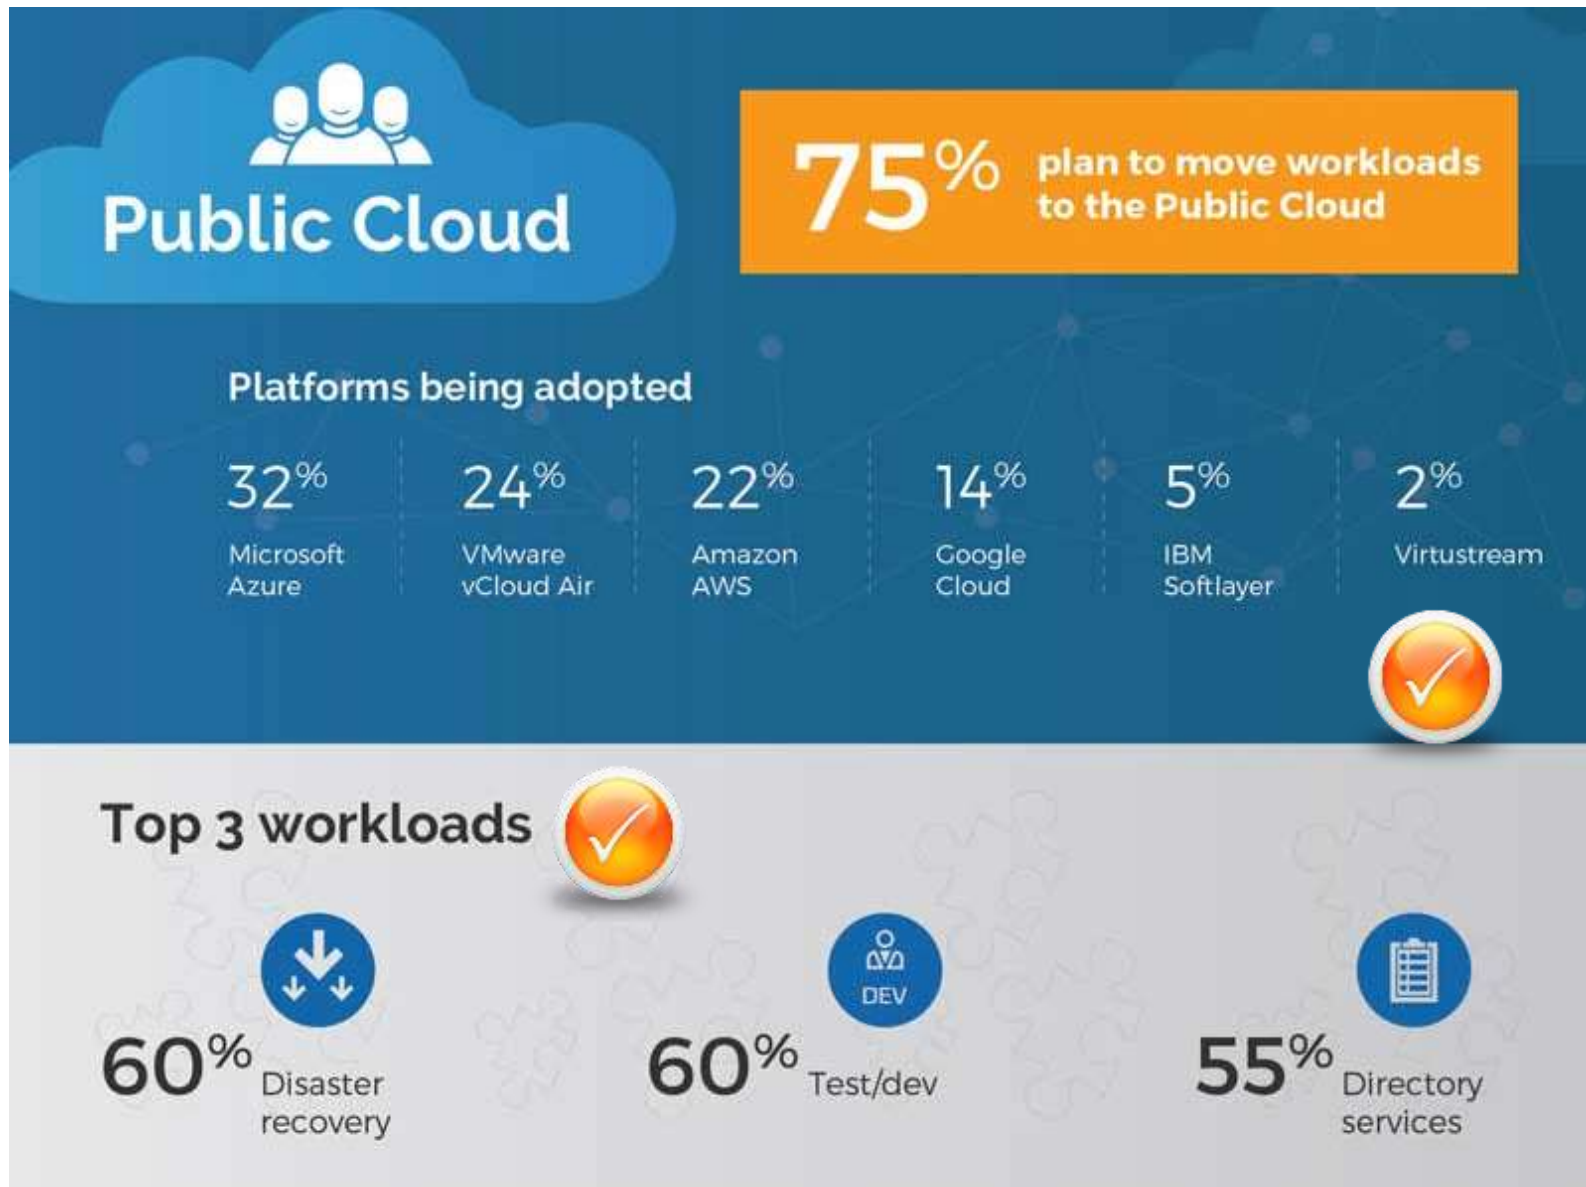 Public Cloud
75% plan to move workloads
to the Public Cloud
Platforms being adopted
32% 24% 22% 14% 5% 2%
Microsoft VMware Amazon Google IBM Virtustream
Azure vCloud Air AWS Cloud Softlayer
Top 3 workloads
DEV
60% Disaster recovery
60% Test/dev
55% Directory services